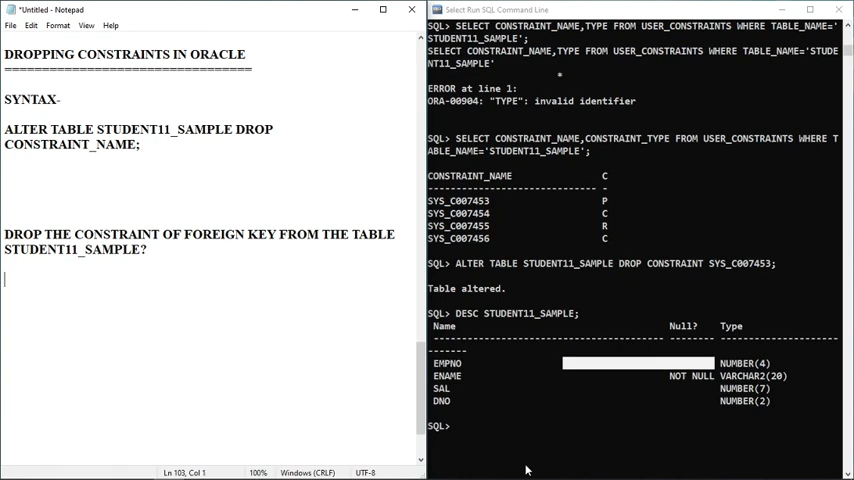 *Untitled - Notepad
File Edit Format View Help
DROPPING CONSTRAINTS IN ORACLE
=================================
SYNTAX-
ALTER TABLE STUDENT11_SAMPLE DROP
CONSTRAINT_NAME;
DROP THE CONSTRAINT OF FOREIGN KEY FROM THE TABLE
STUDENT11_SAMPLE?
Ln 103, Col 1 100% Windows (CRLF) UTF-8
Select Run SQL Command Line
SQL> SELECT CONSTRAINT_NAME,TYPE FROM USER_CONSTRAINTS WHERE TABLE_NAME='
STUDENT11_SAMPLE';
SELECT CONSTRAINT_NAME,TYPE FROM USER_CONSTRAINTS WHERE TABLE_NAME='STUDE
NT11_SAMPLE'
*
ERROR at line 1:
ORA-00904: "TYPE": invalid identifier
SQL> SELECT CONSTRAINT_NAME,CONSTRAINT_TYPE FROM USER_CONSTRAINTS WHERE T
ABLE_NAME='STUDENT11_SAMPLE';
CONSTRAINT_NAME C
------------------------------ -
SYS_C007453 P
SYS_C007454 C
SYS_C007455 R
SYS_C007456 C
SQL> ALTER TABLE STUDENT11_SAMPLE DROP CONSTRAINT SYS_C007453;
Table altered.
SQL> DESC STUDENT11_SAMPLE;
Name Null? Type
----------------------------------------- -------- ---------------------
-------
EMPNO NUMBER(4)
ENAME NOT NULL VARCHAR2(20)
SAL NUMBER(7)
DNO NUMBER(2)
SQL>